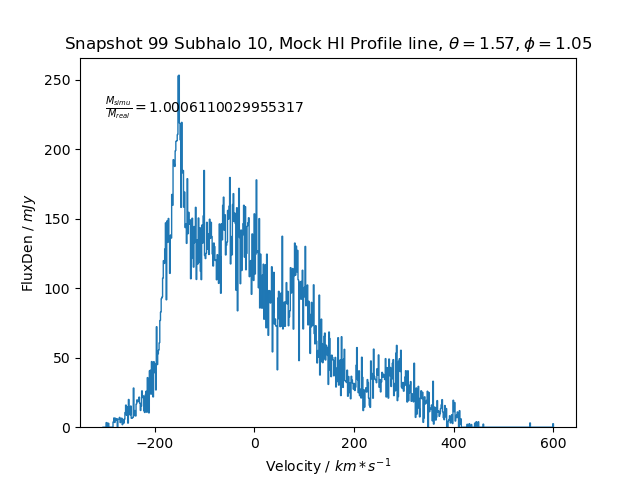 Snapshot 99 Subhalo 10, Mock HI Profile line, θ = 1.57, ϕ = 1.05
M_simu/M_real = 1.0006110029955317
FluxDen / mJy
250
200
150
100
50
0
−200
0
200
400
600
Velocity / km * s⁻¹